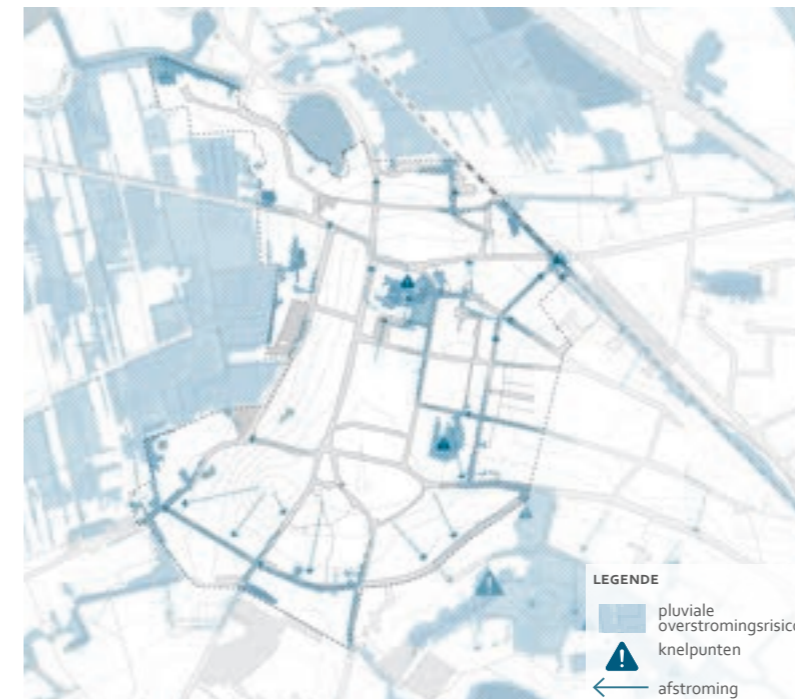 LEGENDE
pluviale
overstromingsrisico
knelpunten
afstroming